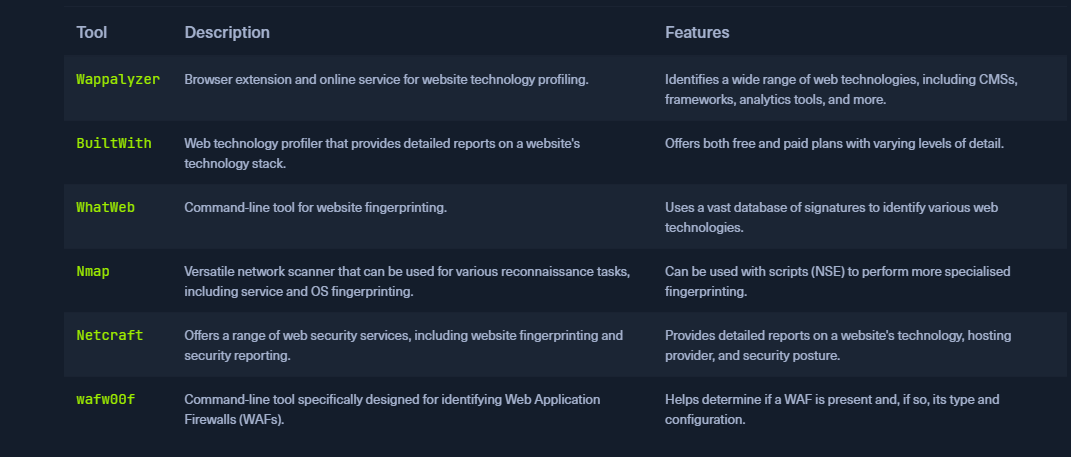 Tool Description Features
Wappalyzer Browser extension and online service for website technology profiling. Identifies a wide range of web technologies, including CMSs,
frameworks, analytics tools, and more.
BuiltWith Web technology profiler that provides detailed reports on a website's Offers both free and paid plans with varying levels of detail.
technology stack.
WhatWeb Command-line tool for website fingerprinting. Uses a vast database of signatures to identify various web
technologies.
Nmap Versatile network scanner that can be used for various reconnaissance tasks, Can be used with scripts (NSE) to perform more specialised
including service and OS fingerprinting. fingerprinting.
Netcraft Offers a range of web security services, including website fingerprinting and Provides detailed reports on a website's technology, hosting
security reporting. provider, and security posture.
wafw00f Command-line tool specifically designed for identifying Web Application Helps determine if a WAF is present and, if so, its type and
Firewalls (WAFs). configuration.